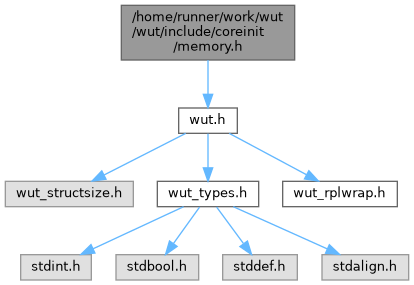 /home/runner/work/wut
/wut/include/coreinit
/memory.h
wut.h
wut_structsize.h
wut_types.h
wut_rplwrap.h
stdint.h
stdbool.h
stddef.h
stdalign.h